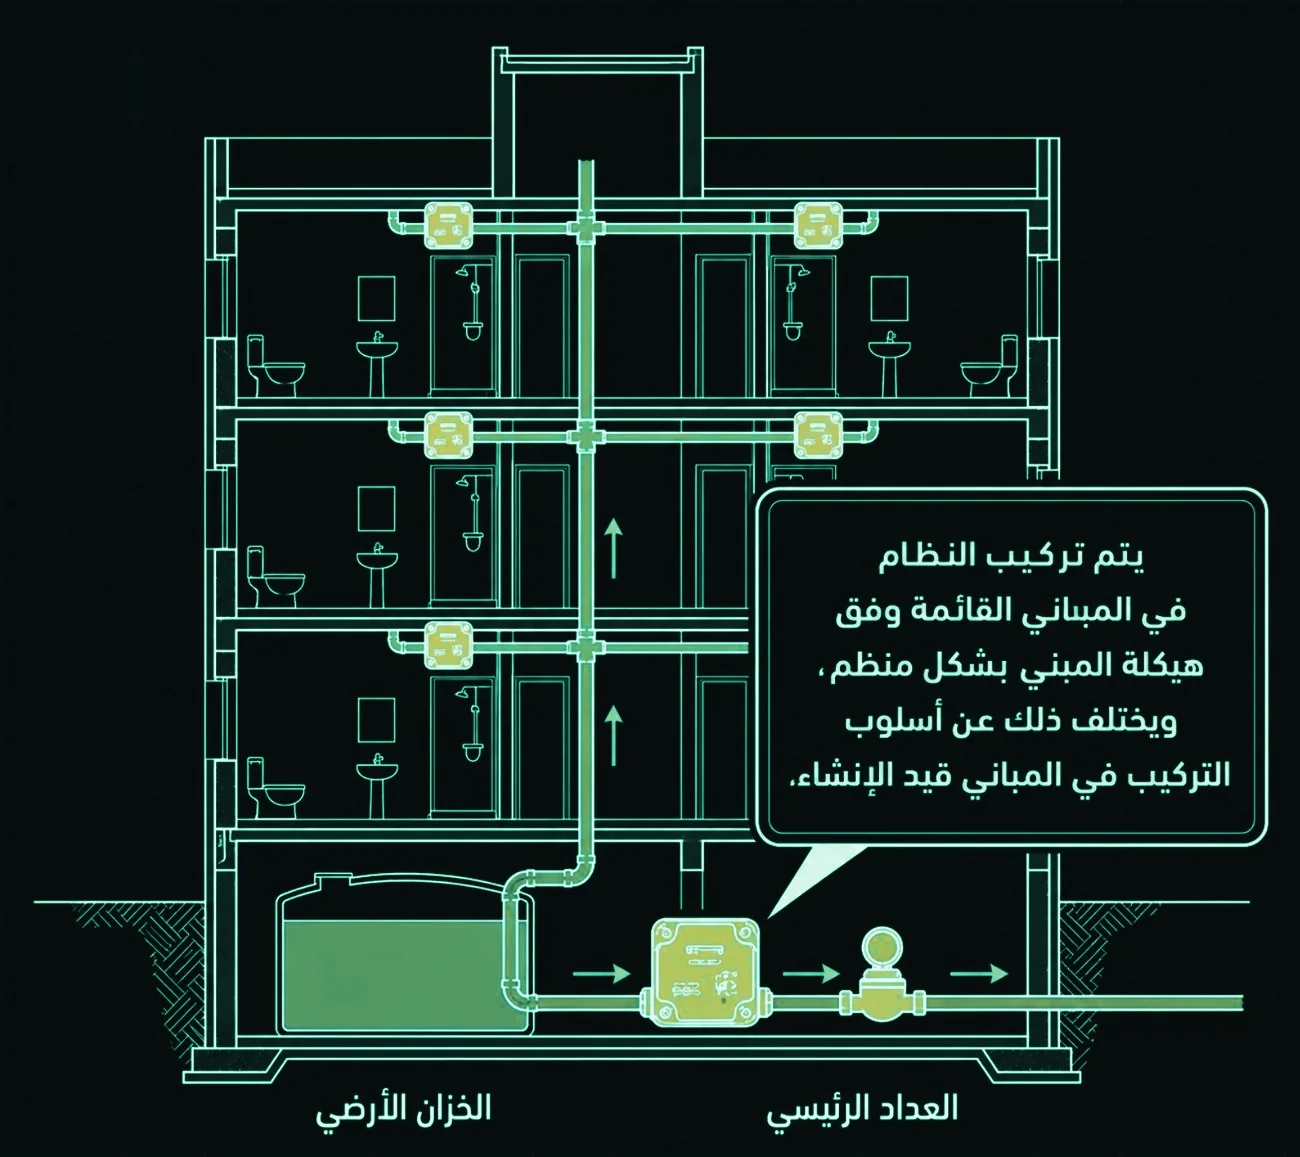 يتم تركيب النظام
في المباني القائمة وفق
هيكلة المبني بشكل منظم،
ويختلف ذلك عن أسلوب
التركيب في المباني قيد الإنشاء.
الخزان الأرضي
العداد الرئيسي